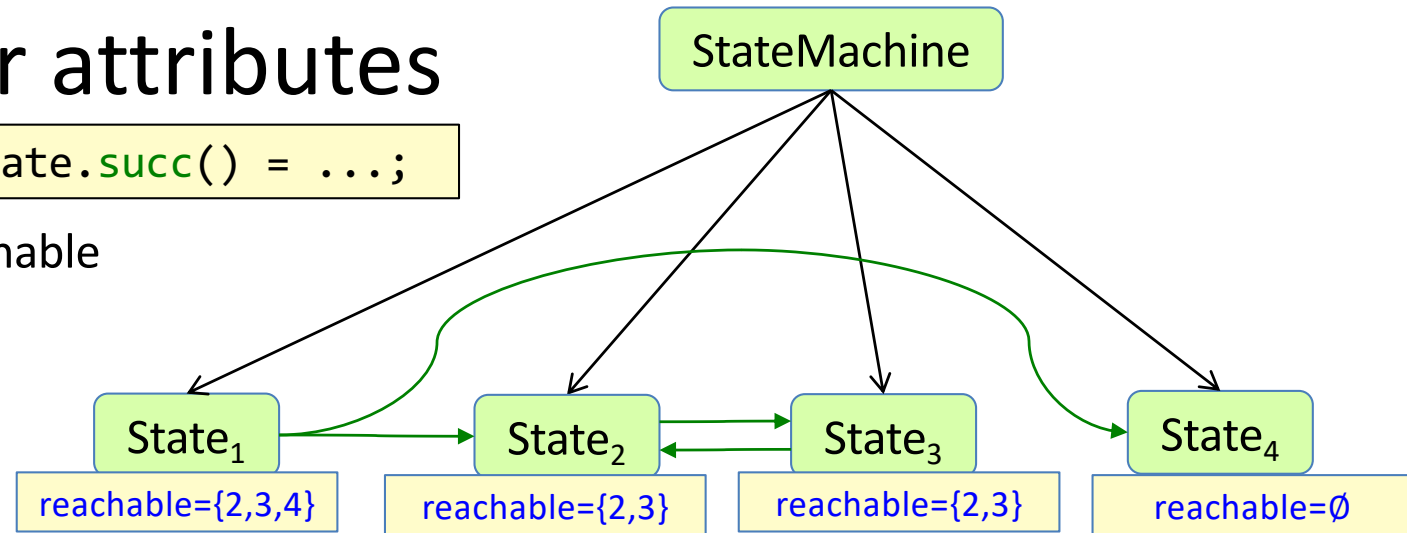 r attributes
StateMachine
ate.succ() = ...;
nable
State₁
State₂
State₃
State₄
reachable={2,3,4}
reachable={2,3}
reachable={2,3}
reachable=∅